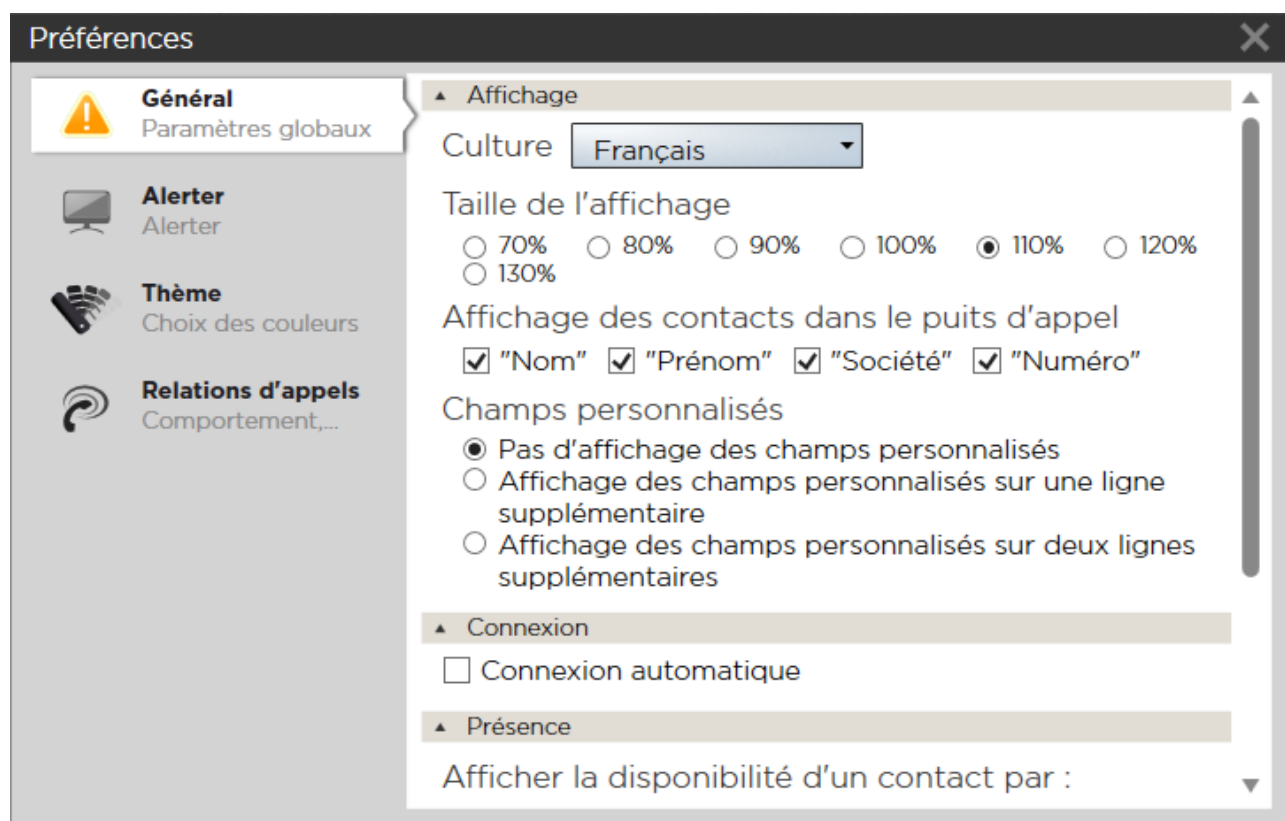 Préférences
Général
Paramètres globaux
Alerter
Alerter
Thème
Choix des couleurs
Relations d'appels
Comportement,...
Affichage
Culture Français
Taille de l'affichage
70% 80% 90% 100% 110% 120%
130%
Affichage des contacts dans le puits d'appel
"Nom" "Prénom" "Société" "Numéro"
Champs personnalisés
Pas d'affichage des champs personnalisés
Affichage des champs personnalisés sur une ligne
supplémentaire
Affichage des champs personnalisés sur deux lignes
supplémentaires
Connexion
Connexion automatique
Présence
Afficher la disponibilité d'un contact par :